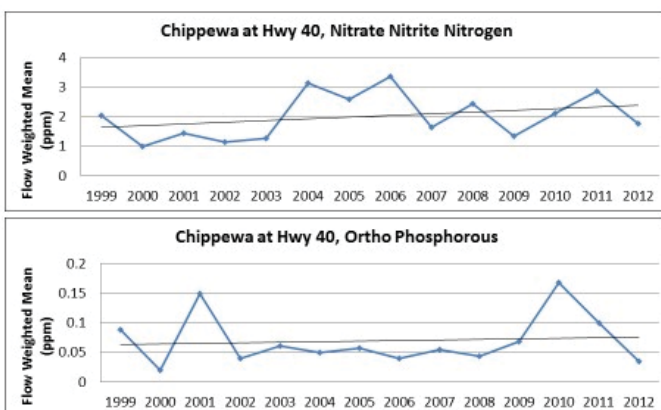 Chippewa at Hwy 40, Nitrate Nitrite Nitrogen
Flow Weighted Mean
(ppm)
4
3
2
1
0
1999 2000 2001 2002 2003 2004 2005 2006 2007 2008 2009 2010 2011 2012
Chippewa at Hwy 40, Ortho Phosphorous
Flow Weighted Mean
(ppm)
0.2
0.15
0.1
0.05
0
1999 2000 2001 2002 2003 2004 2005 2006 2007 2008 2009 2010 2011 2012